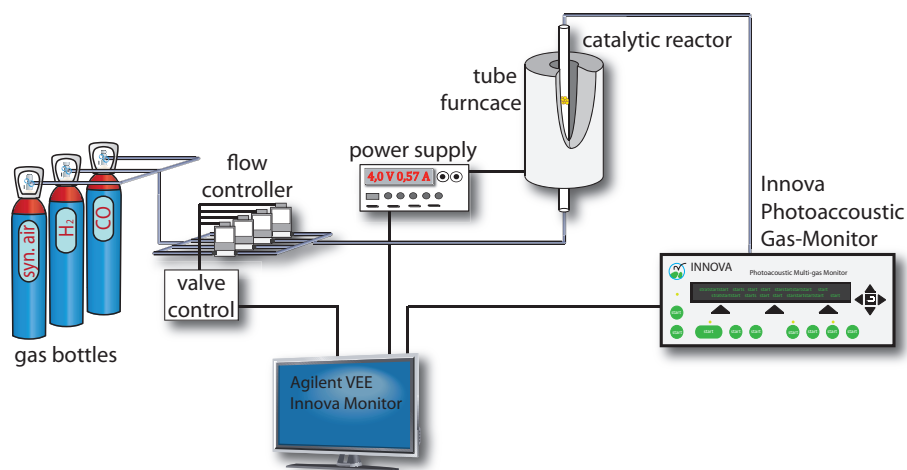 catalytic reactor
tube
furncace
power supply
4,0 V 0,57 A
flow
controller
syn. air
H₂
CO
gas bottles
valve
control
Innova
Photoaccoustic
Gas-Monitor
INNOVA
Photoacoustic Multi-gas Monitor
start
start
start
start
start
start
start
start
start
Agilent VEE
Innova Monitor